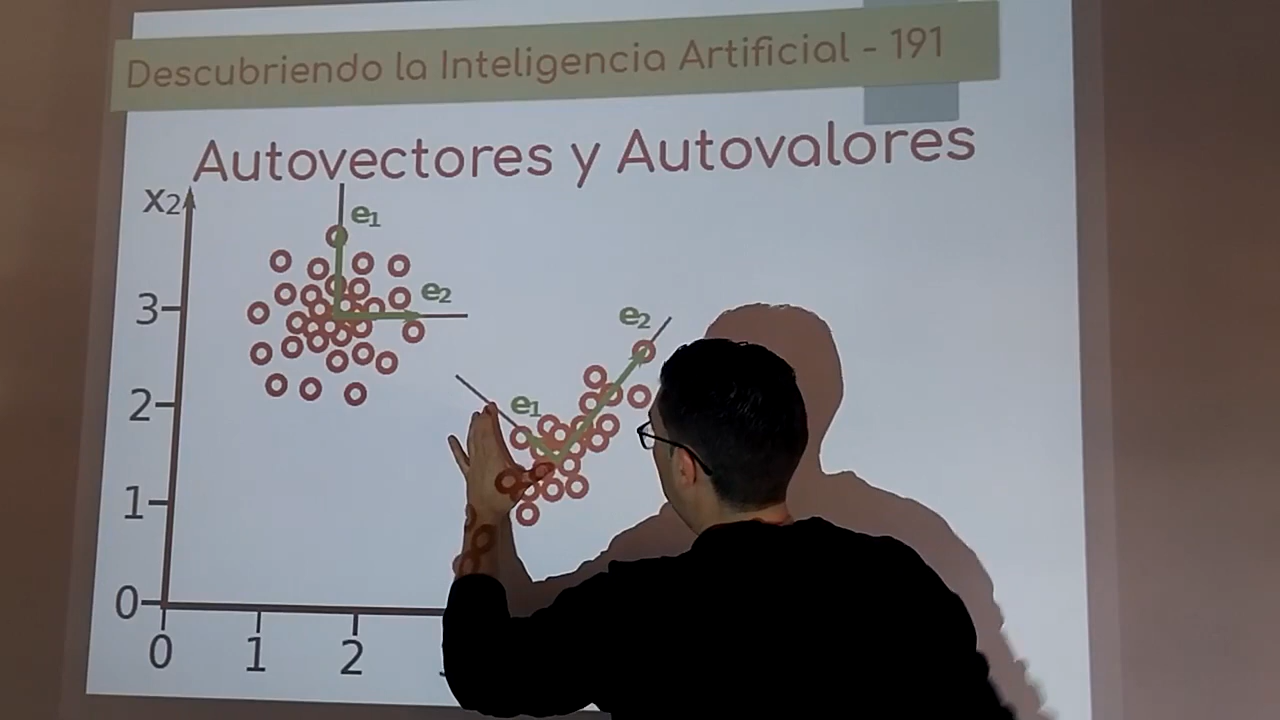 Descubriendo la Inteligencia Artificial - 191
Autovectores y Autovalores
x2
e1
e2
3
e2
2
e1
1
0
0 1 2